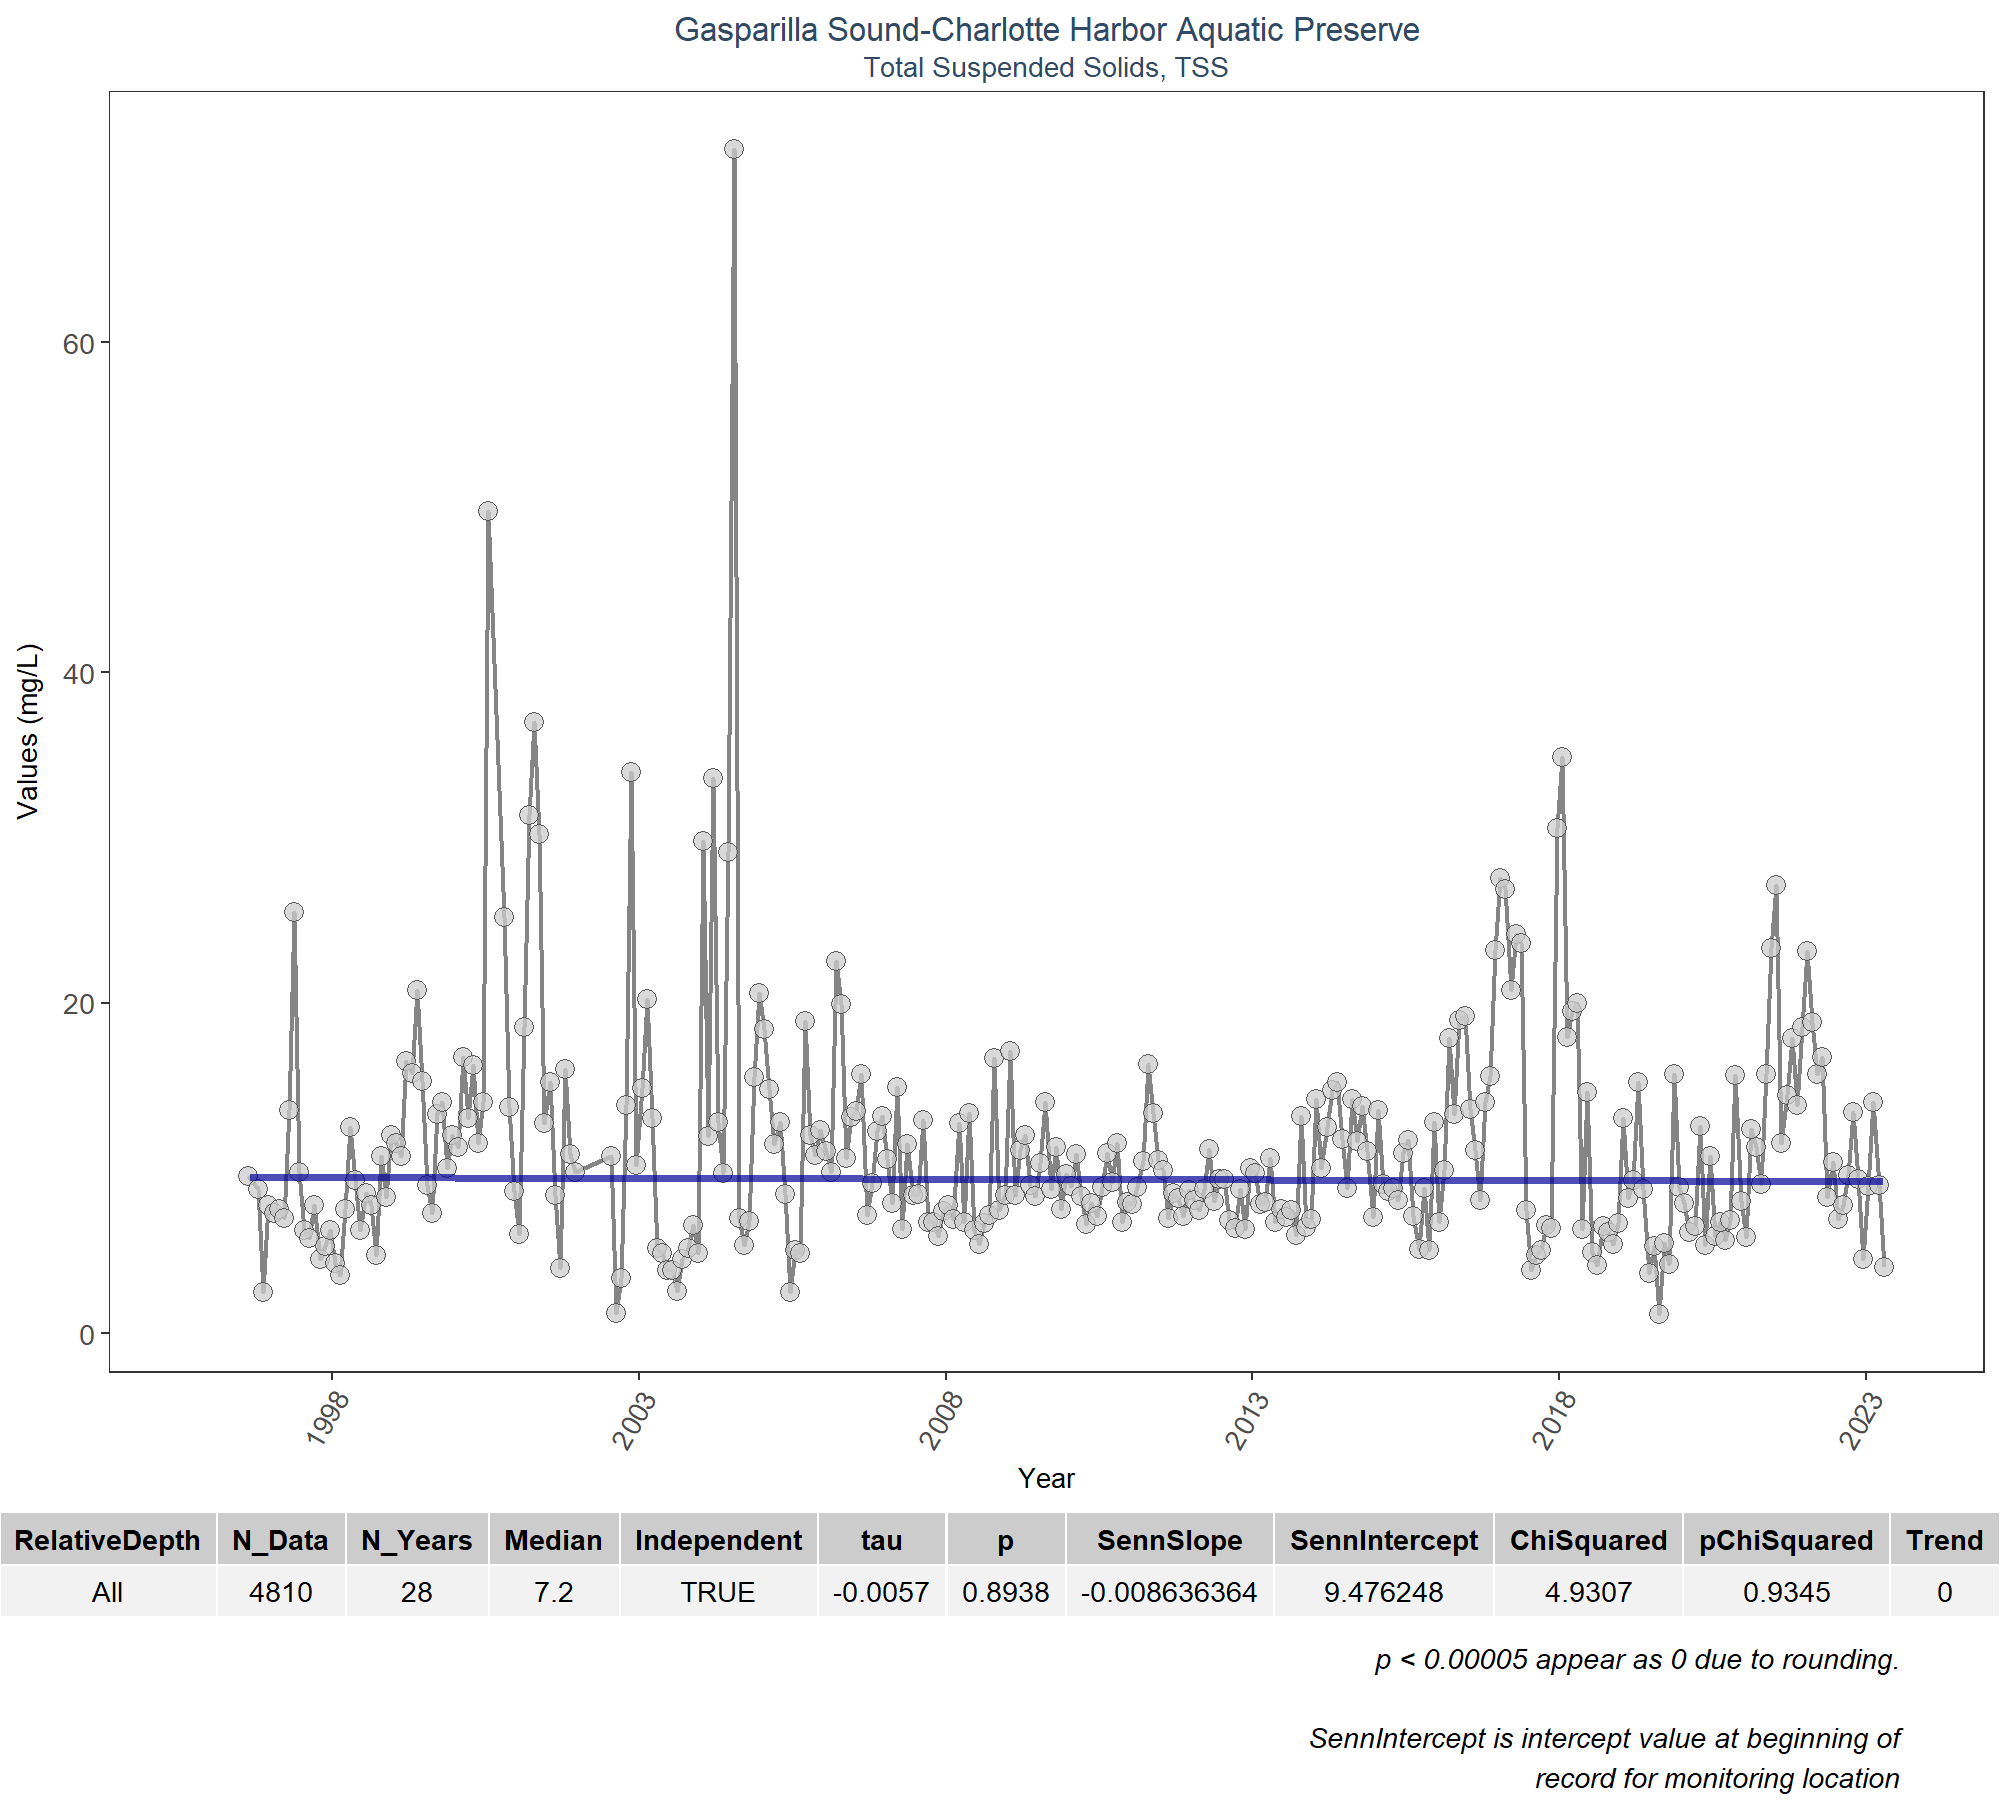 Gasparilla Sound-Charlotte Harbor Aquatic Preserve
Total Suspended Solids, TSS
Values (mg/L)
60
40
20
0
1998 2003 2008 2013 2018 2023
Year
RelativeDepth N_Data N_Years Median Independent tau p SennSlope SennIntercept ChiSquared pChiSquared Trend
All 4810 28 7.2 TRUE -0.0057 0.8938 -0.008636364 9.476248 4.9307 0.9345 0
p < 0.00005 appear as 0 due to rounding.
SennIntercept is intercept value at beginning of
record for monitoring location